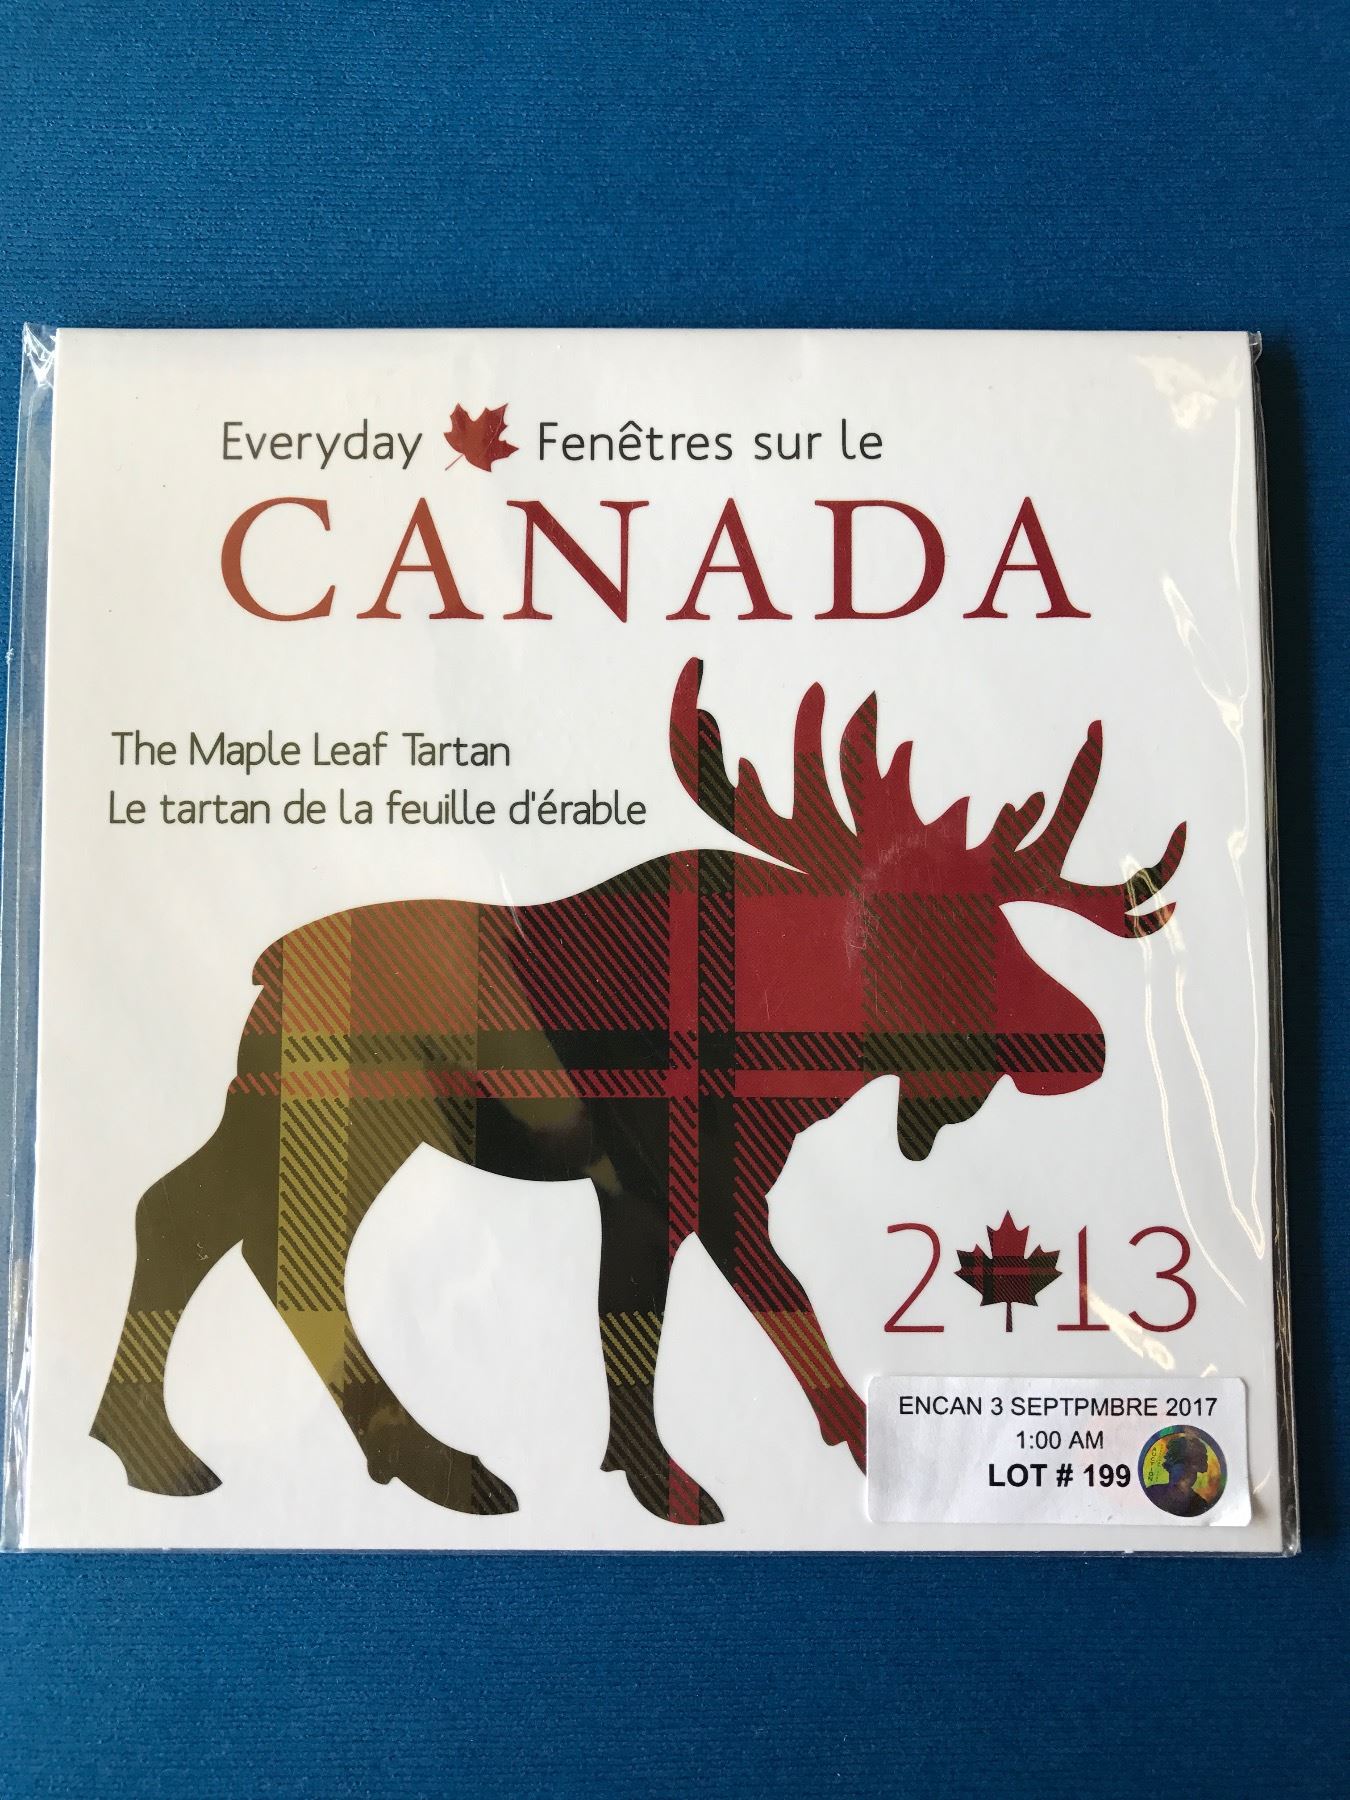 Everyday Fenêtres sur le
CANADA
The Maple Leaf Tartan
Le tartan de la feuille d'érable
2013
ENCAN 3 SEPTPMBRE 2017
1:00 AM
LOT # 199